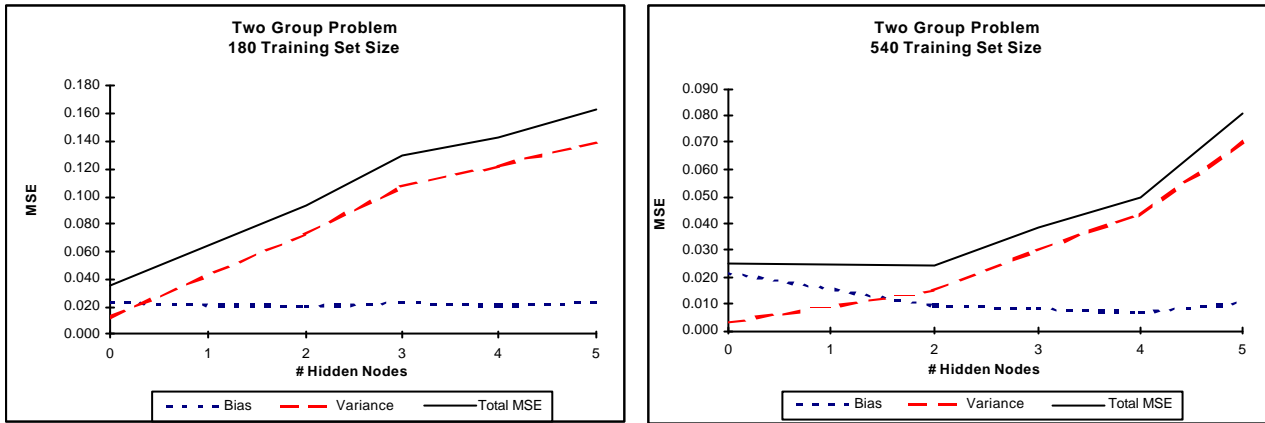 Two Group Problem
180 Training Set Size
0.180
0.160
0.140
0.120
0.100
0.080
0.060
0.040
0.020
0.000
MSE
0 1 2 3 4 5
# Hidden Nodes
Bias Variance Total MSE
Two Group Problem
540 Training Set Size
0.090
0.080
0.070
0.060
0.050
0.040
0.030
0.020
0.010
0.000
MSE
0 1 2 3 4 5
# Hidden Nodes
Bias Variance Total MSE